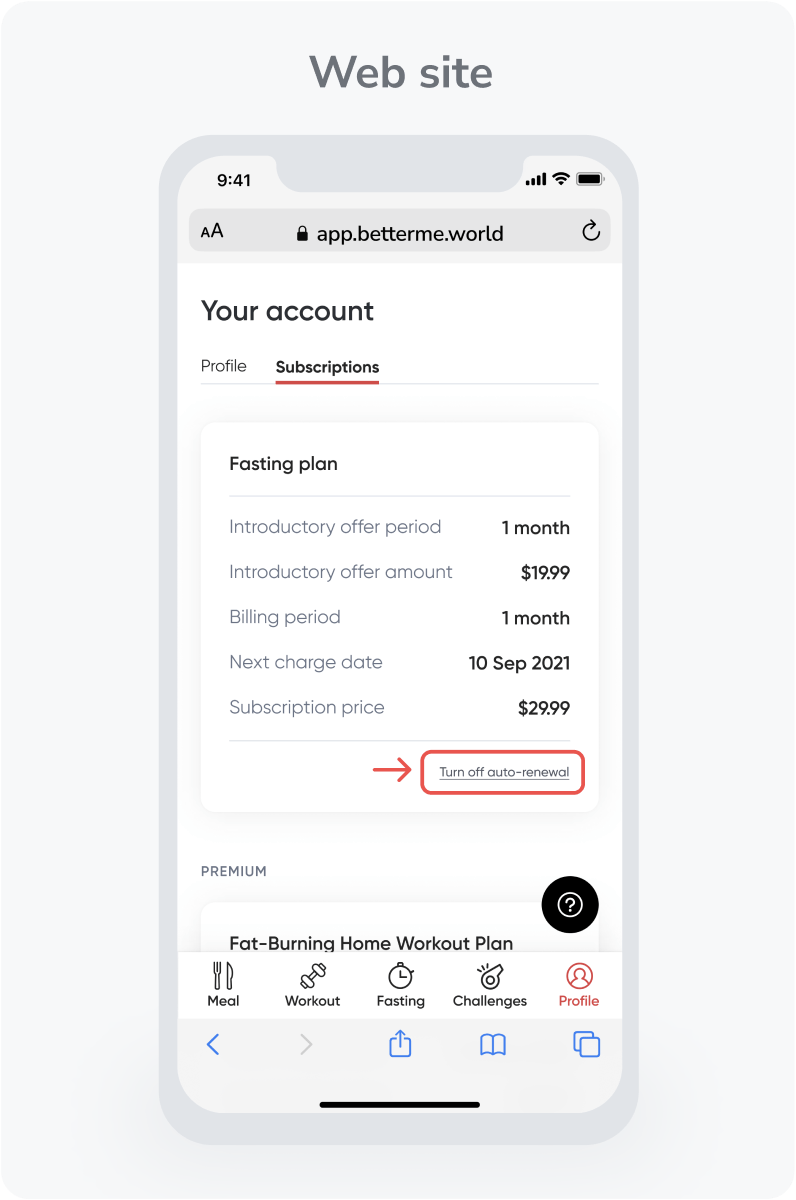 Web site
9:41
AA app.betterme.world
Your account
Profile Subscriptions
Fasting plan
Introductory offer period 1 month
Introductory offer amount $19.99
Billing period 1 month
Next charge date 10 Sep 2021
Subscription price $29.99
Turn off auto-renewal
PREMIUM
?
Fat-Burning Home Workout Plan
Meal Workout Fasting Challenges Profile